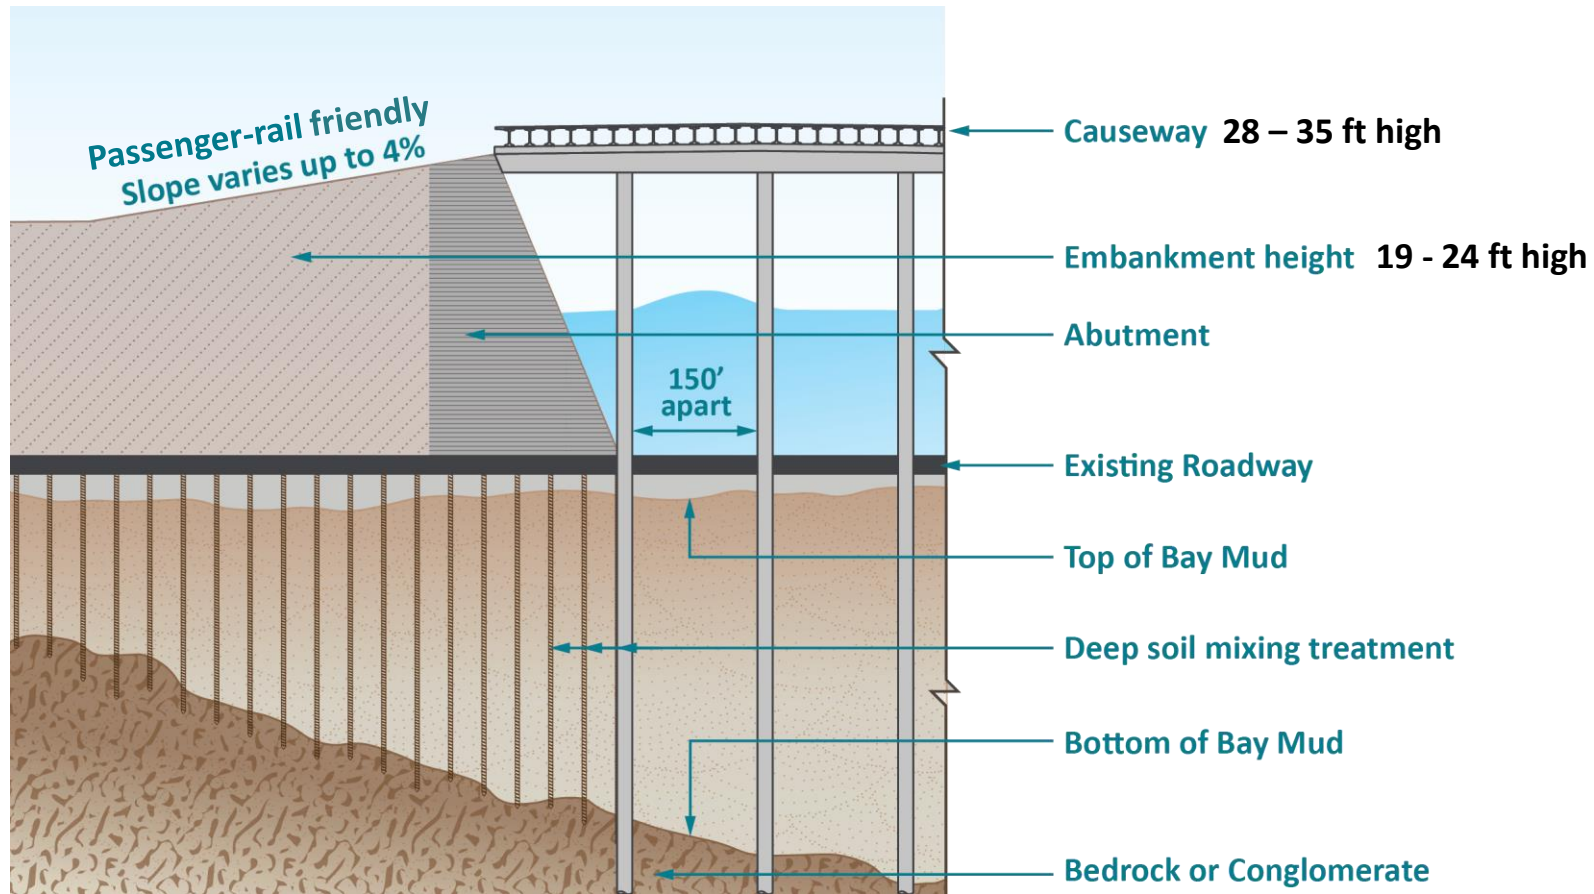 Passenger-rail friendly
Slope varies up to 4%
Causeway 28 – 35 ft high
Embankment height 19 - 24 ft high
Abutment
150’
apart
Existing Roadway
Top of Bay Mud
Deep soil mixing treatment
Bottom of Bay Mud
Bedrock or Conglomerate